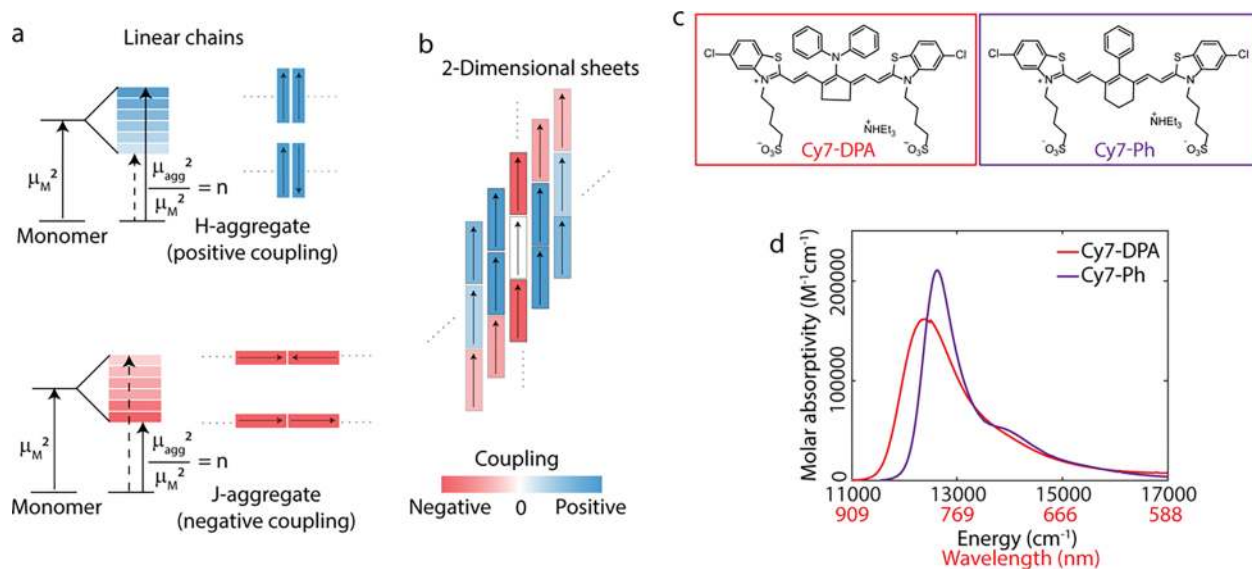 a
Linear chains
μM²
μagg²
μM² = n
Monomer
H-aggregate
(positive coupling)
μM²
μagg²
μM² = n
Monomer
J-aggregate
(negative coupling)
b
2-Dimensional sheets
Coupling
Negative 0 Positive
c
Cl S N + N S Cl
N
+
NHEt3
-O3S Cy7-DPA -O3S
Cl S N + S N Cl
+
NHEt3
-O3S Cy7-Ph -O3S
d
Cy7-DPA
Cy7-Ph
Molar absorptivity (M⁻¹cm⁻¹)
200000
100000
0
11000 13000 15000 17000
909 769 666 588
Energy (cm⁻¹)
Wavelength (nm)